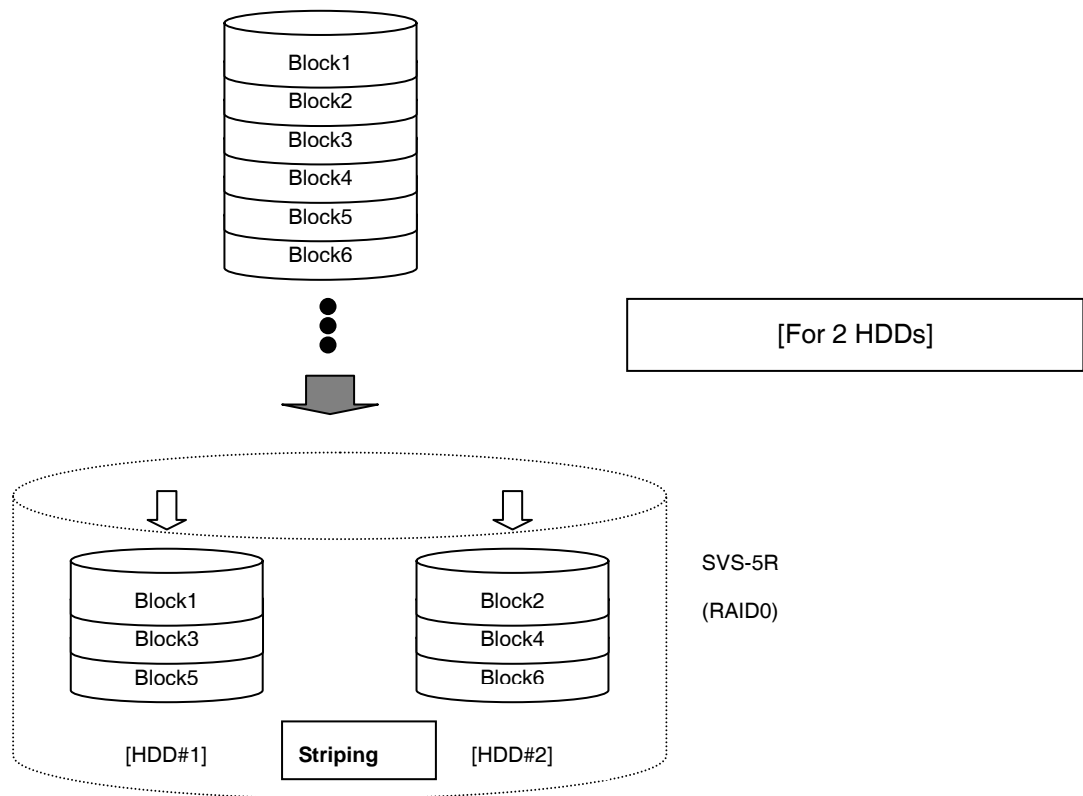 Block1
Block2
Block3
Block4
Block5
Block6
[For 2 HDDs]
SVS-5R
(RAID0)
Block1
Block3
Block5
Block2
Block4
Block6
[HDD#1]
Striping
[HDD#2]